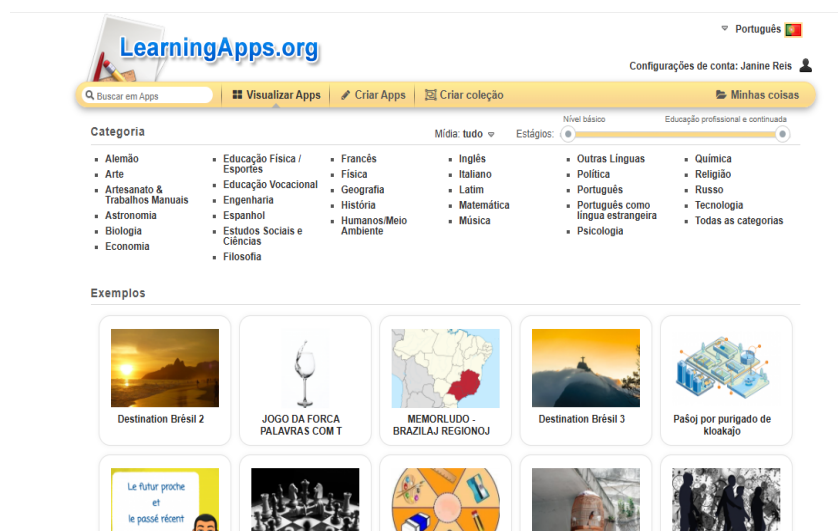 LearningApps.org
Português
Configurações de conta: Janine Reis
Buscar em Apps
Visualizar Apps
Criar Apps
Criar coleção
Minhas coisas
Categoria
Mídia: tudo
Estágios:
Nível básico
Educação profissional e continuada
Alemão
Arte
Artesanato &
Trabalhos Manuais
Astronomia
Biologia
Economia
Educação Física /
Esportes
Educação Vocacional
Engenharia
Espanhol
Estudos Sociais e
Ciências
Filosofia
Francês
Física
Geografia
História
Humanos/Meio
Ambiente
Inglês
Italiano
Latim
Matemática
Música
Outras Línguas
Política
Português
Português como
língua estrangeira
Psicologia
Química
Religião
Russo
Tecnologia
Todas as categorias
Exemplos
Destination Brésil 2
JOGO DA FORCA
PALAVRAS COM T
MEMORLUDO -
BRAZILAJ REGIONOJ
Destination Brésil 3
Paŝoj por purigado de
kloakaĵo
Le futur proche
et
le passé récent